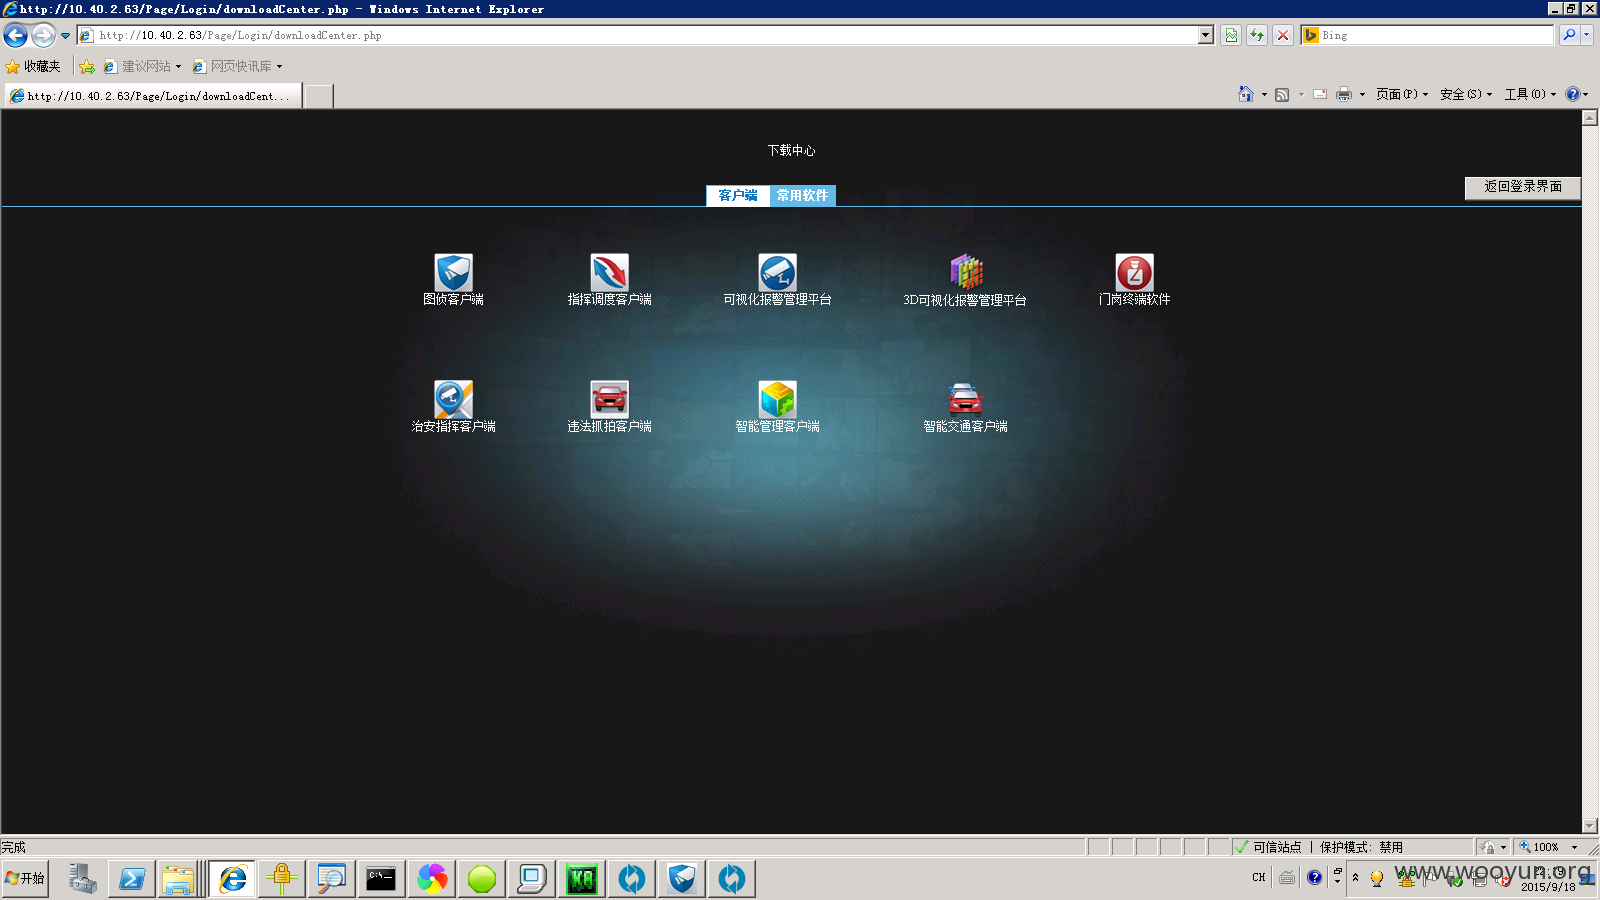 http://10.40.2.63/Page/Login/downloadCenter.php - Windows Internet Explorer
http://10.40.2.63/Page/Login/downloadCenter.php
Bing
收藏夹
建议网站
网页快讯库
http://10.40.2.63/Page/Login/downloadCent...
页面(P)
安全(S)
工具(O)
下载中心
客户端
常用软件
返回登录界面
图侦客户端
指挥调度客户端
可视化报警管理平台
3D可视化报警管理平台
门岗终端软件
治安指挥客户端
违法抓拍客户端
智能管理客户端
智能交通客户端
完成
可信站点 | 保护模式: 禁用
100%
开始
CH
www.wooyun.org
2015/9/18